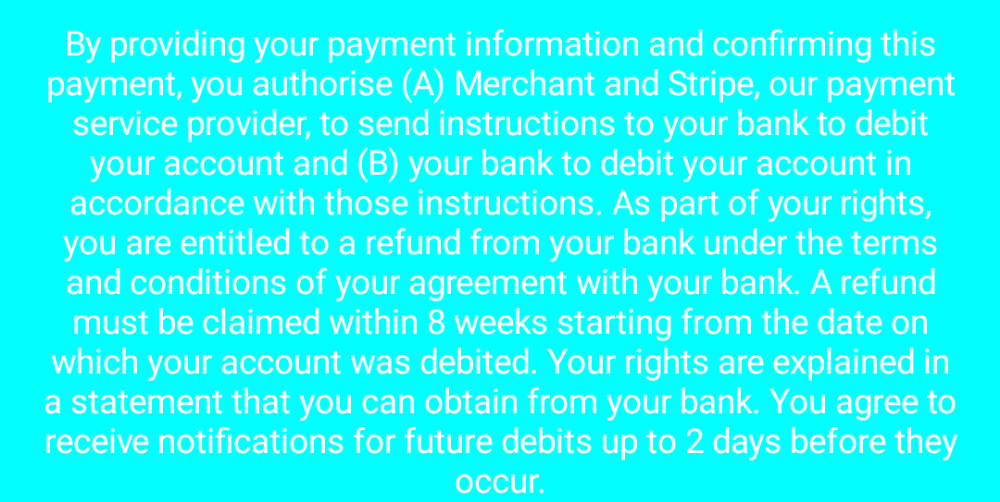 By providing your payment information and confirming this
payment, you authorise (A) Merchant and Stripe, our payment
service provider, to send instructions to your bank to debit
your account and (B) your bank to debit your account in
accordance with those instructions. As part of your rights,
you are entitled to a refund from your bank under the terms
and conditions of your agreement with your bank. A refund
must be claimed within 8 weeks starting from the date on
which your account was debited. Your rights are explained in
a statement that you can obtain from your bank. You agree to
receive notifications for future debits up to 2 days before they
occur.